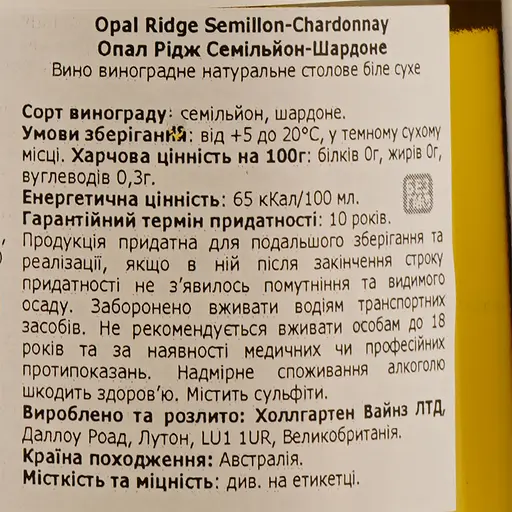 Opal Ridge Semillon-Chardonnay
Опал Рідж Семільйон-Шардоне
Вино виноградне натуральне столове біле сухе
Сорт винограду: семільйон, шардоне.
Умови зберігання: від +5 до 20°С, у темному сухому
місці. Харчова цінність на 100г: білків 0г, жирів 0г,
вуглеводів 0,3г.
Енергетична цінність: 65 кКал/100 мл.
Гарантійний термін придатності: 10 років.
Продукція придатна для подальшого зберігання та
реалізації, якщо в ній після закінчення строку
придатності не з’явилось помутніння та видимого
осаду. Заборонено вживати водіям транспортних
засобів. Не рекомендується вживати особам до 18
років та за наявності медичних чи професійних
протипоказань. Надмірне споживання алкоголю
шкодить здоров’ю. Містить сульфіти.
Вироблено та розлито: Холлгартен Вайнз ЛТД,
Даллоу Роад, Лутон, LU1 1UR, Великобританія.
Країна походження: Австралія.
Місткість та міцність: див. на етикетці.